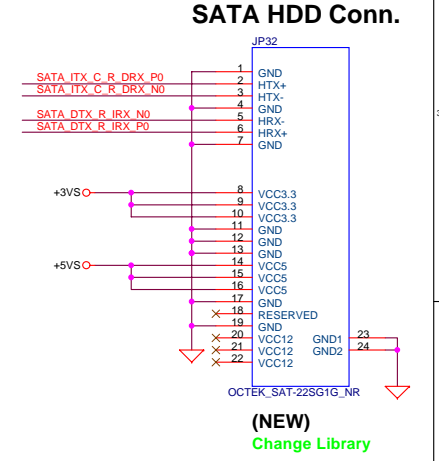 SATA HDD Conn.
JP32
1 GND
SATA_ITX_C_R_DRX_P0 2 HTX+
SATA_ITX_C_R_DRX_N0 3 HTX-
4 GND
SATA_DTX_R_IRX_N0 5 HRX-
SATA_DTX_R_IRX_P0 6 HRX+
7 GND
3
+3VS 8 VCC3.3
9 VCC3.3
10 VCC3.3
11 GND
12 GND
13 GND
+5VS 14 VCC5
15 VCC5
16 VCC5
17 GND
18 RESERVED
19 GND
20 VCC12 GND1 23
21 VCC12 GND2 24
22 VCC12
OCTEK_SAT-22SG1G_NR
(NEW)
Change Library